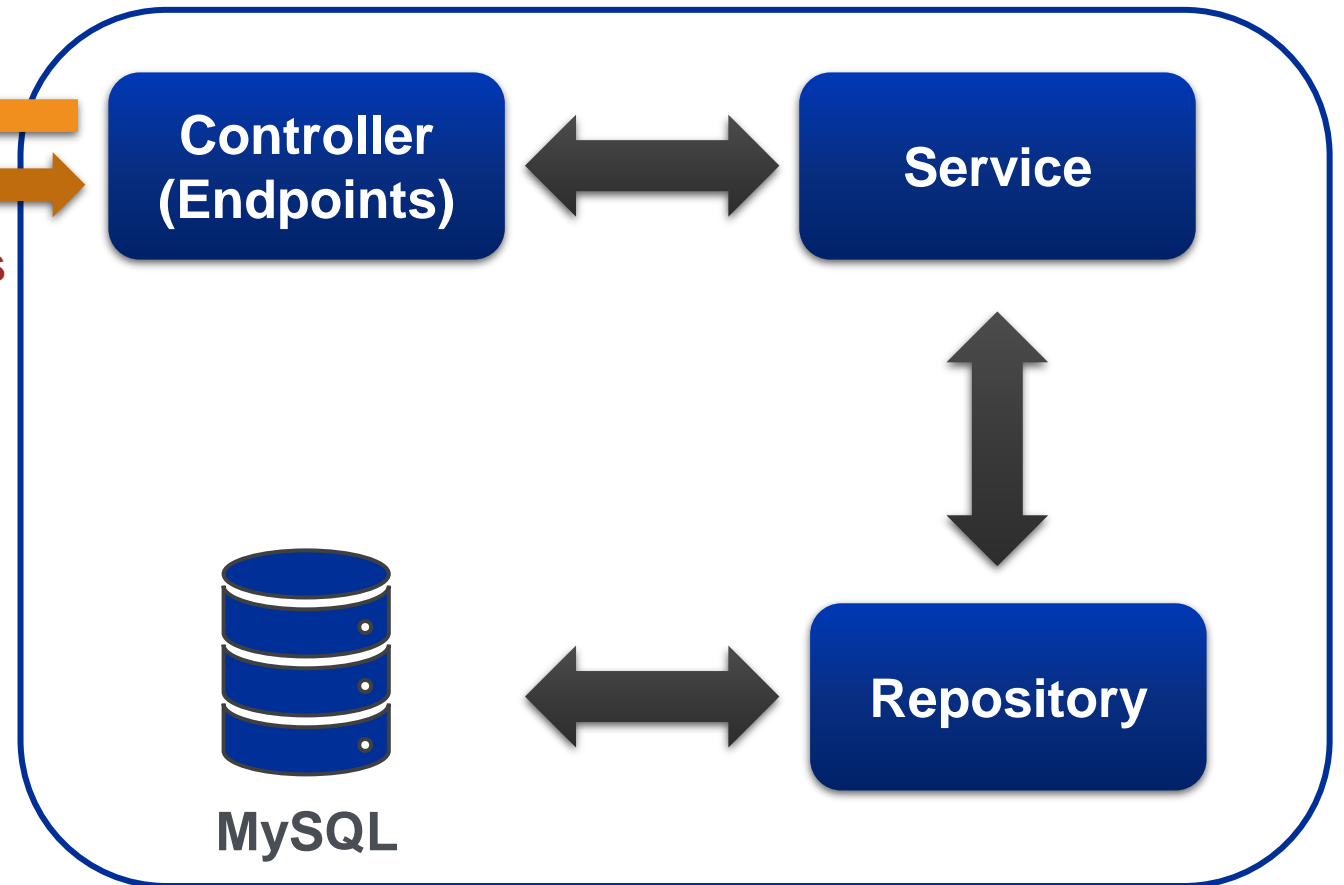 Controller
(Endpoints)
Service
s
Repository
MySQL